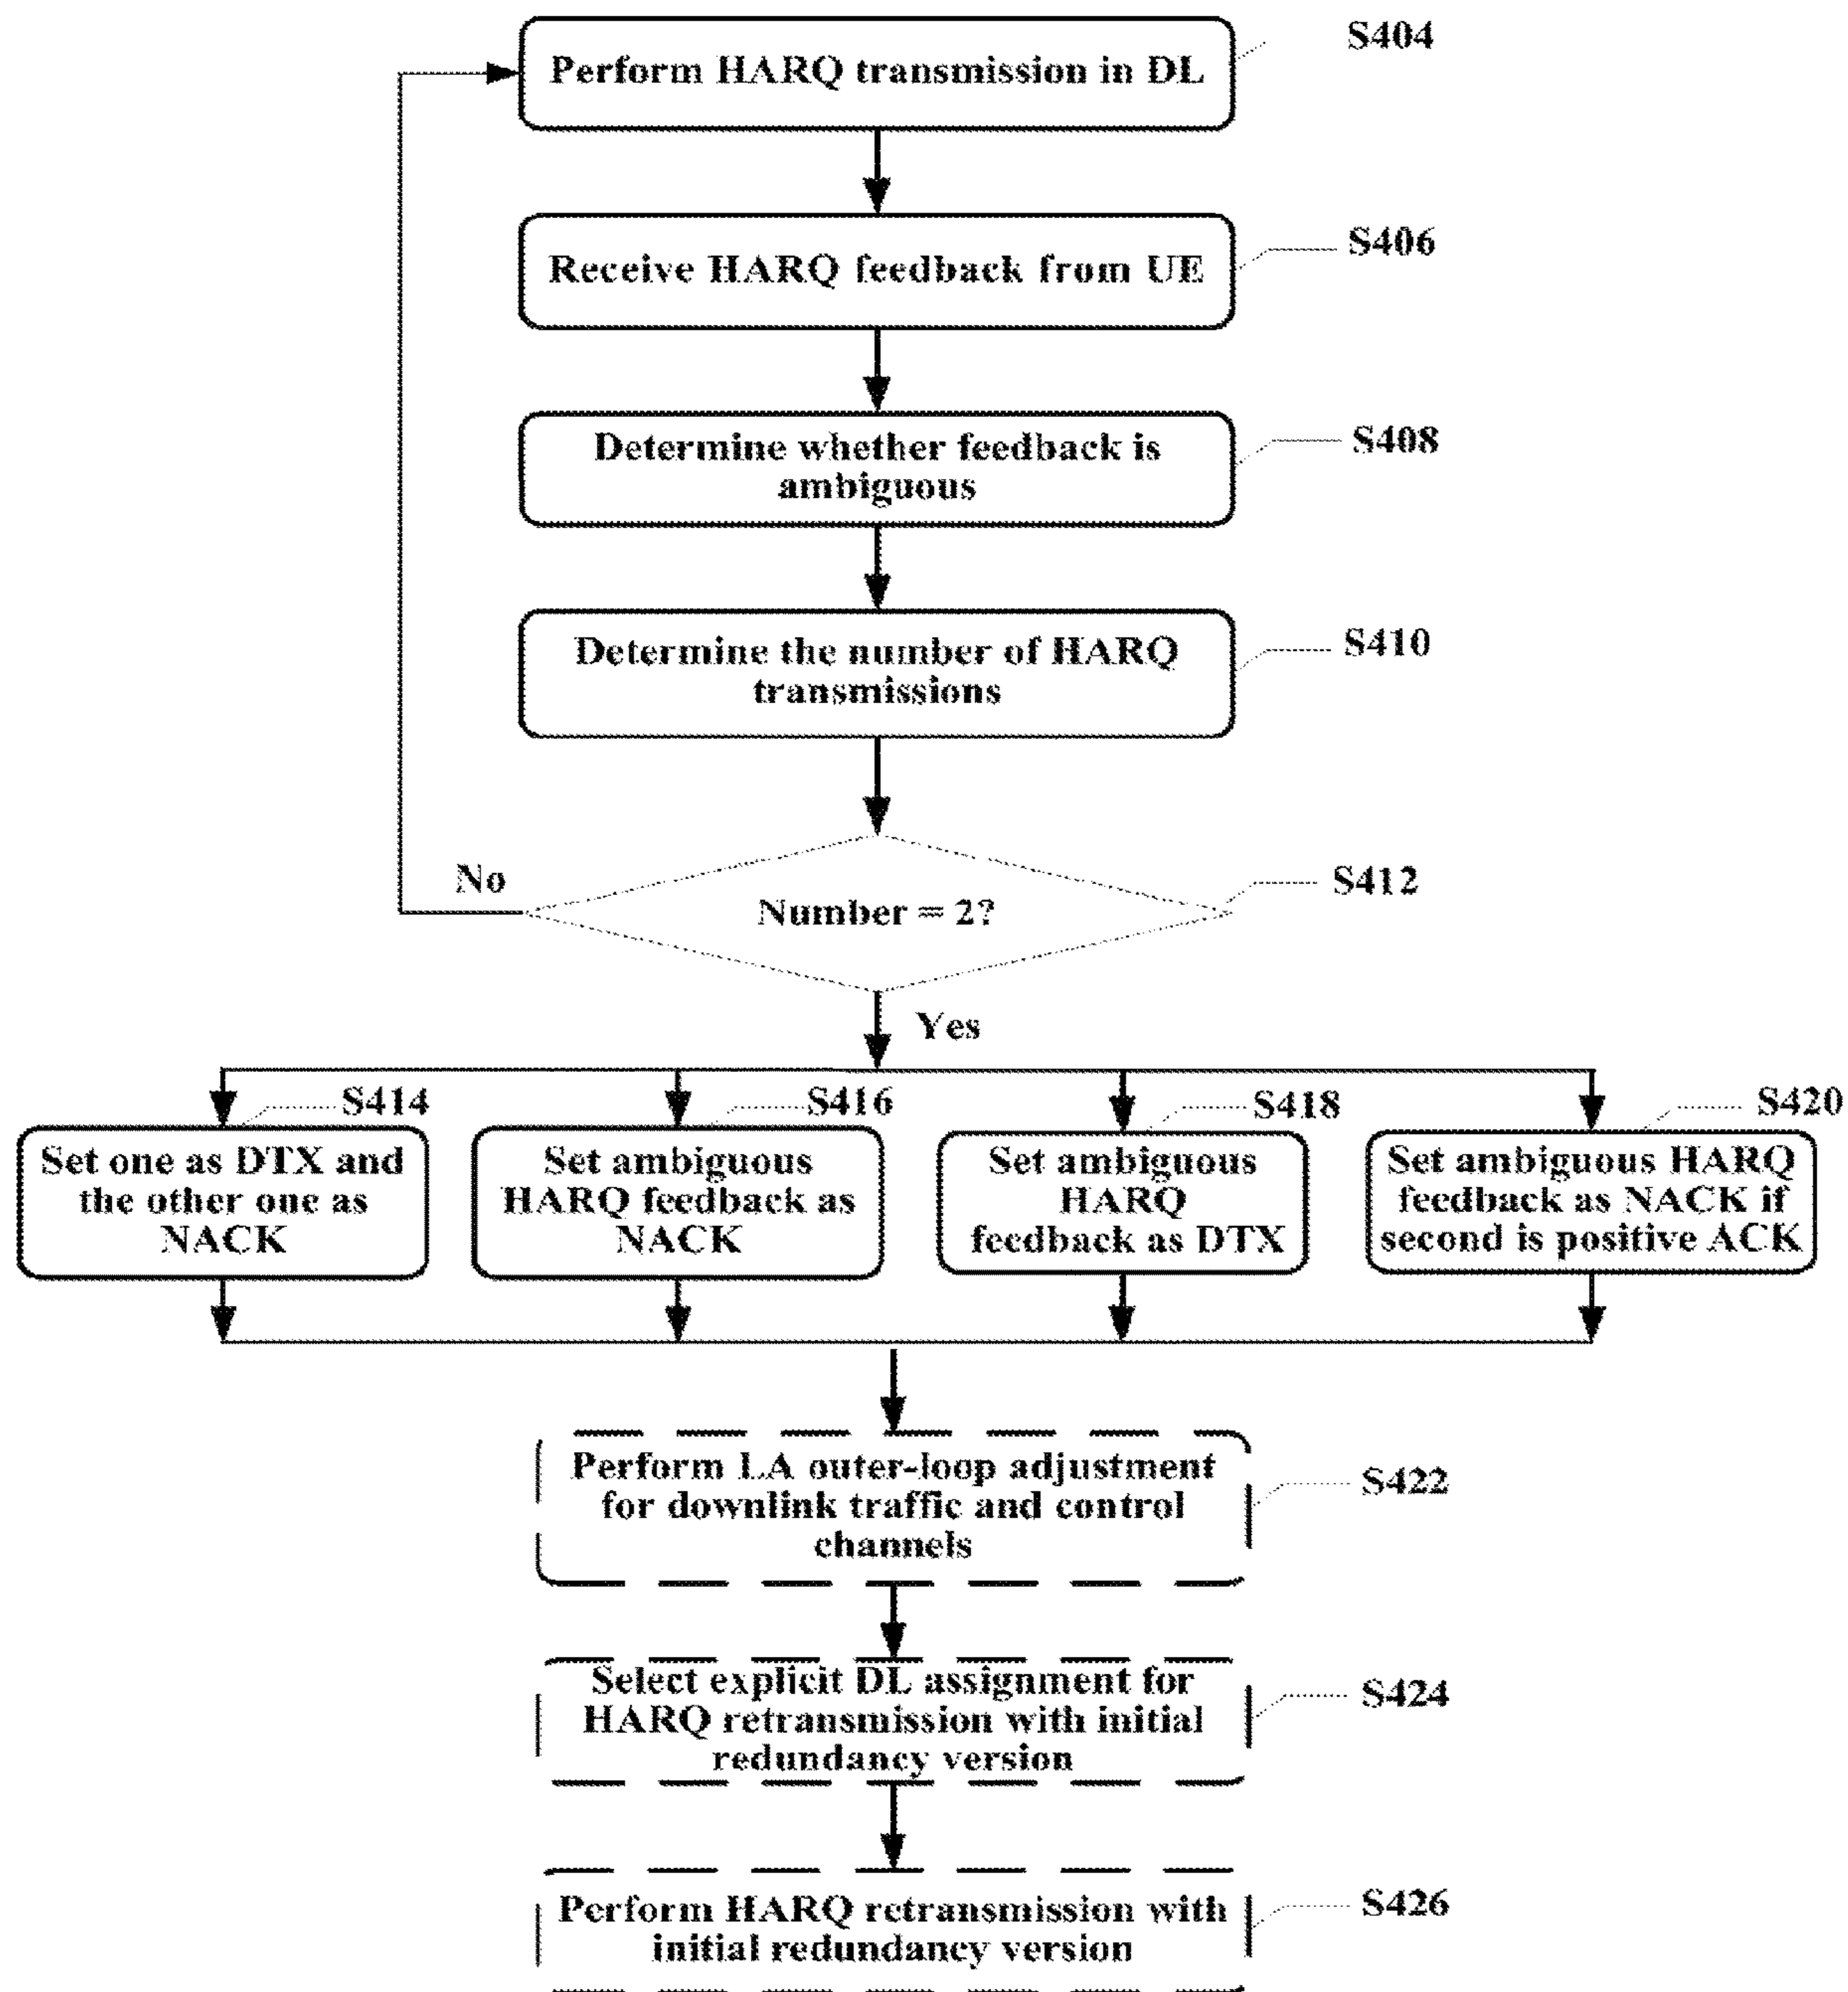 S404
Perform HARQ transmission in DL
S406
Receive HARQ feedback from UE
S408
Determine whether feedback is
ambiguous
S410
Determine the number of HARQ
transmissions
No
S412
Number = 2?
Yes
S414
Set one as DTX and
the other one as
NACK
S416
Set ambiguous
HARQ feedback as
NACK
S418
Set ambiguous
HARQ
feedback as DTX
S420
Set ambiguous HARQ
feedback as NACK if
second is positive ACK
S422
Perform LA outer-loop adjustment
for downlink traffic and control
channels
S424
Select explicit DL assignment for
HARQ retransmission with initial
redundancy version
S426
Perform HARQ retransmission with
initial redundancy version